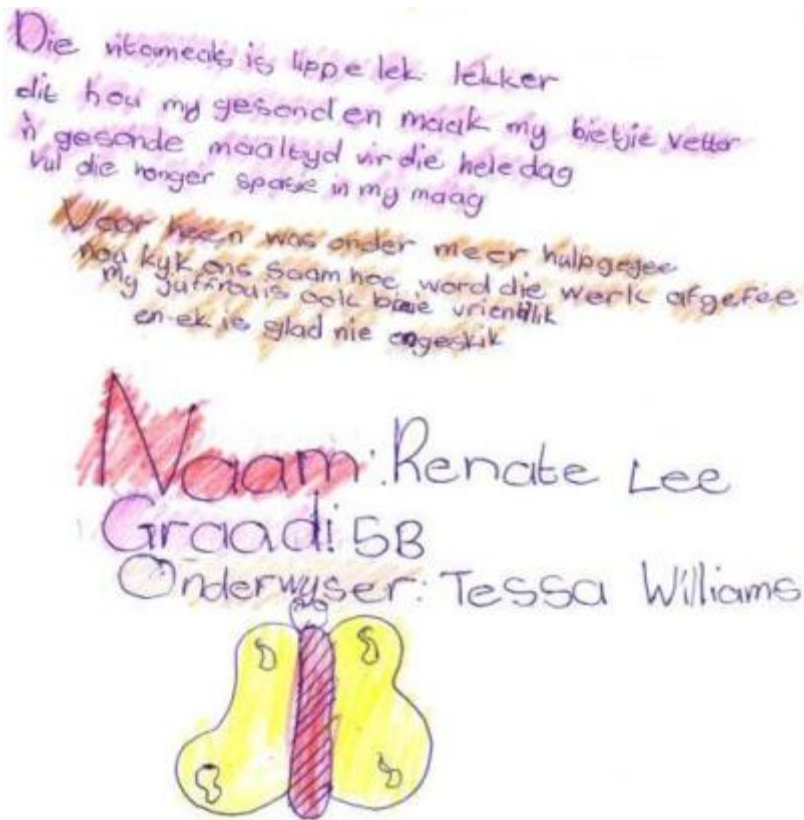 Die vitameals is lippe lek lekker
dit hou my gesond en maak my bietjie vetter
'n gesonde maaltyd vir die hele dag
vul die honger spasie in my maag
Voor heen was onder meer hulp gegee
nou kyk ons saam hoe word die werk afgefee
my juffrou is ook baie vriendlik
en ek is glad nie ongeskik
Naam: Renate Lee
Graad: 5B
Onderwyser: Tessa Williams